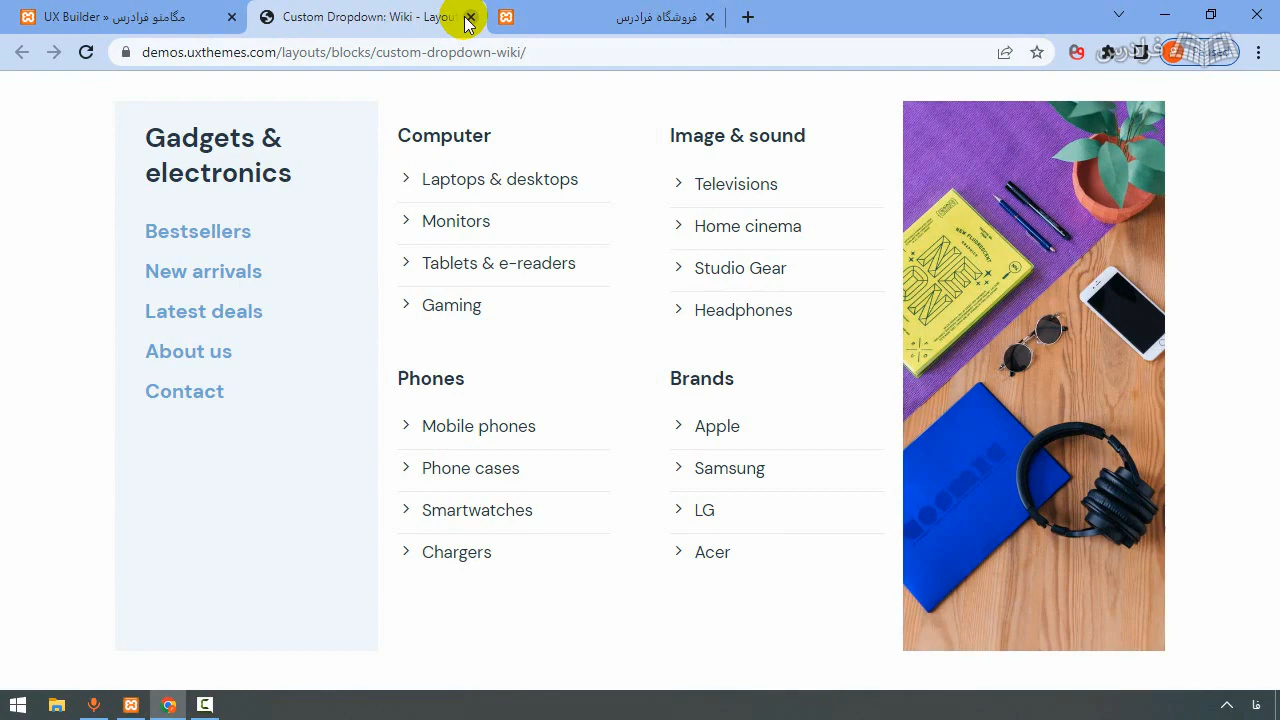 UX Builder » مگامنو فرادرس
Custom Dropdown: Wiki - Layou
فروشگاه فرادرس
demos.uxthemes.com/layouts/blocks/custom-dropdown-wiki/
فرادرس
Gadgets &
electronics
Bestsellers
New arrivals
Latest deals
About us
Contact
Computer
Laptops & desktops
Monitors
Tablets & e-readers
Gaming
Image & sound
Televisions
Home cinema
Studio Gear
Headphones
Phones
Mobile phones
Phone cases
Smartwatches
Chargers
Brands
Apple
Samsung
LG
Acer
فا